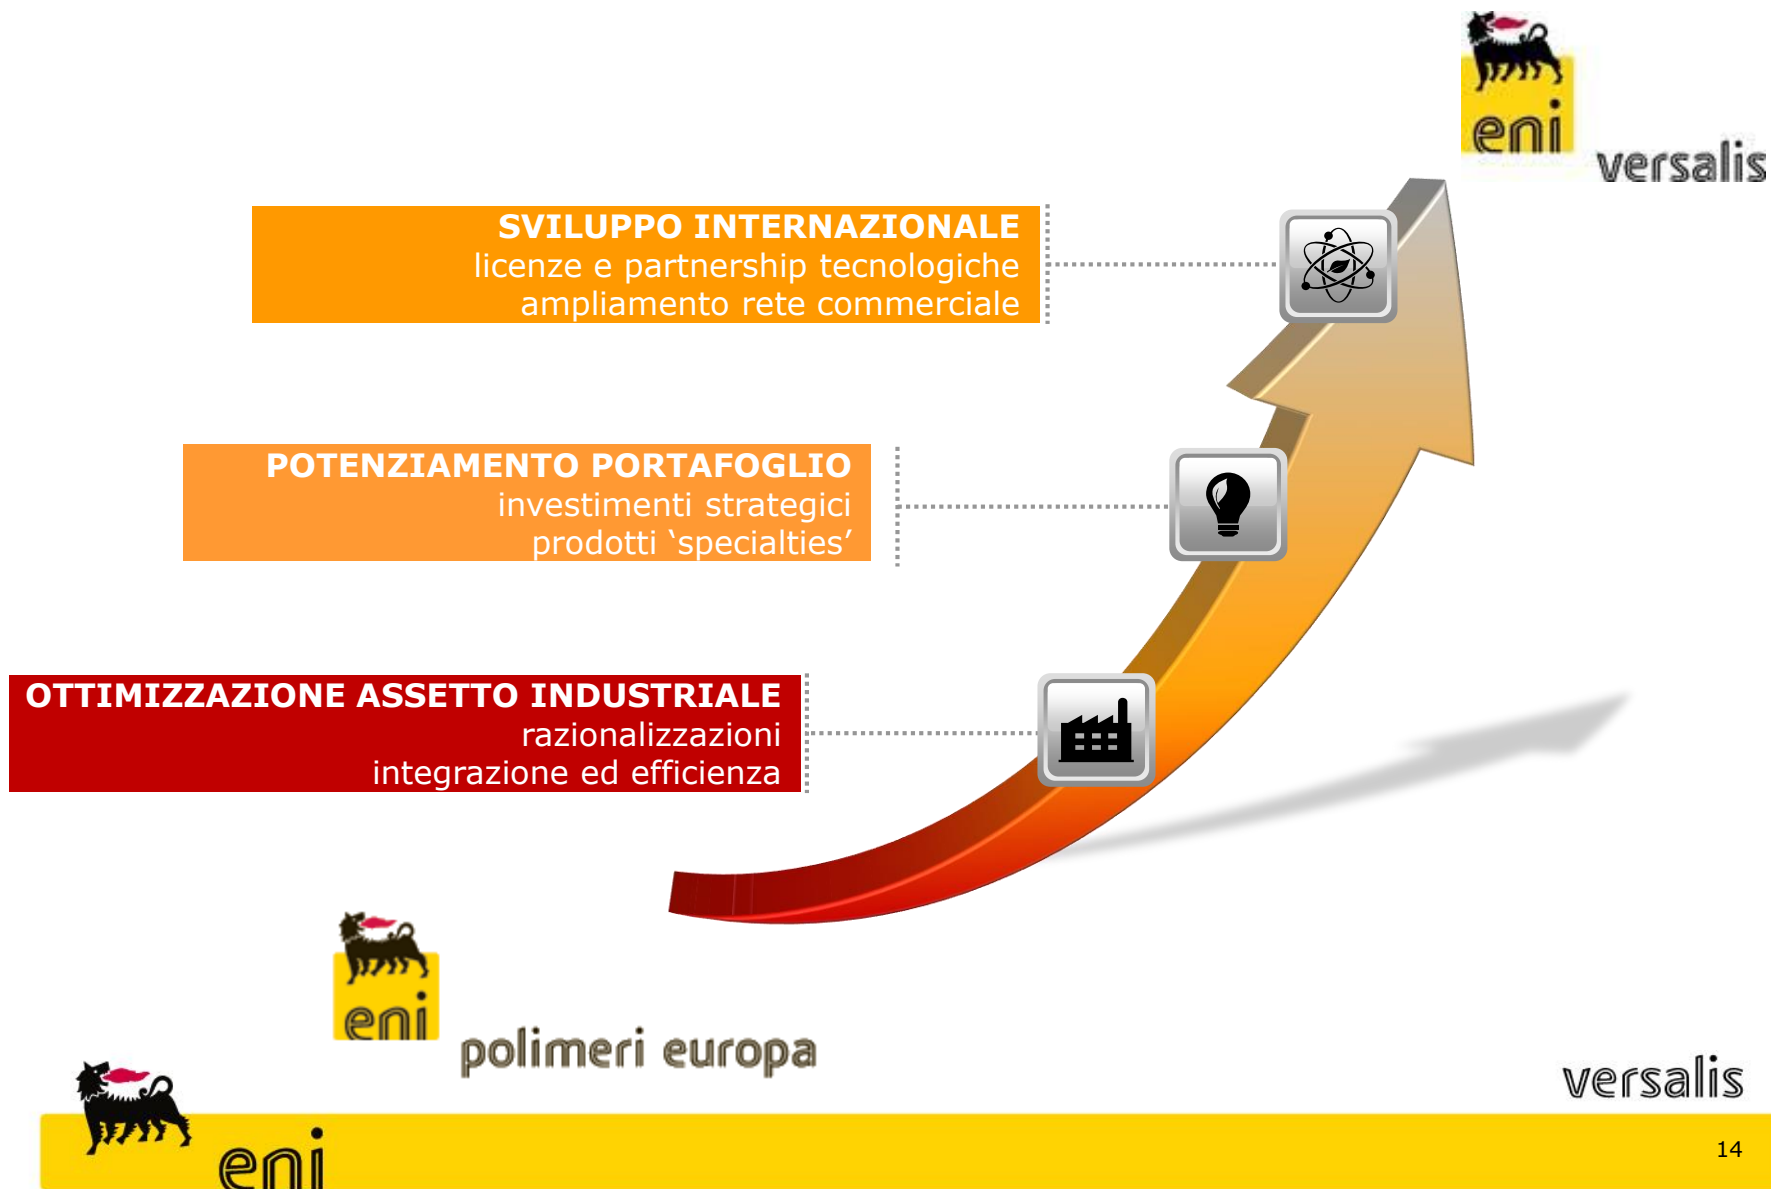 eni
versalis
SVILUPPO INTERNAZIONALE
licenze e partnership tecnologiche
ampliamento rete commerciale
POTENZIAMENTO PORTAFOGLIO
investimenti strategici
prodotti ‘specialties’
OTTIMIZZAZIONE ASSETTO INDUSTRIALE
razionalizzazioni
integrazione ed efficienza
eni
polimeri europa
versalis
eni
14